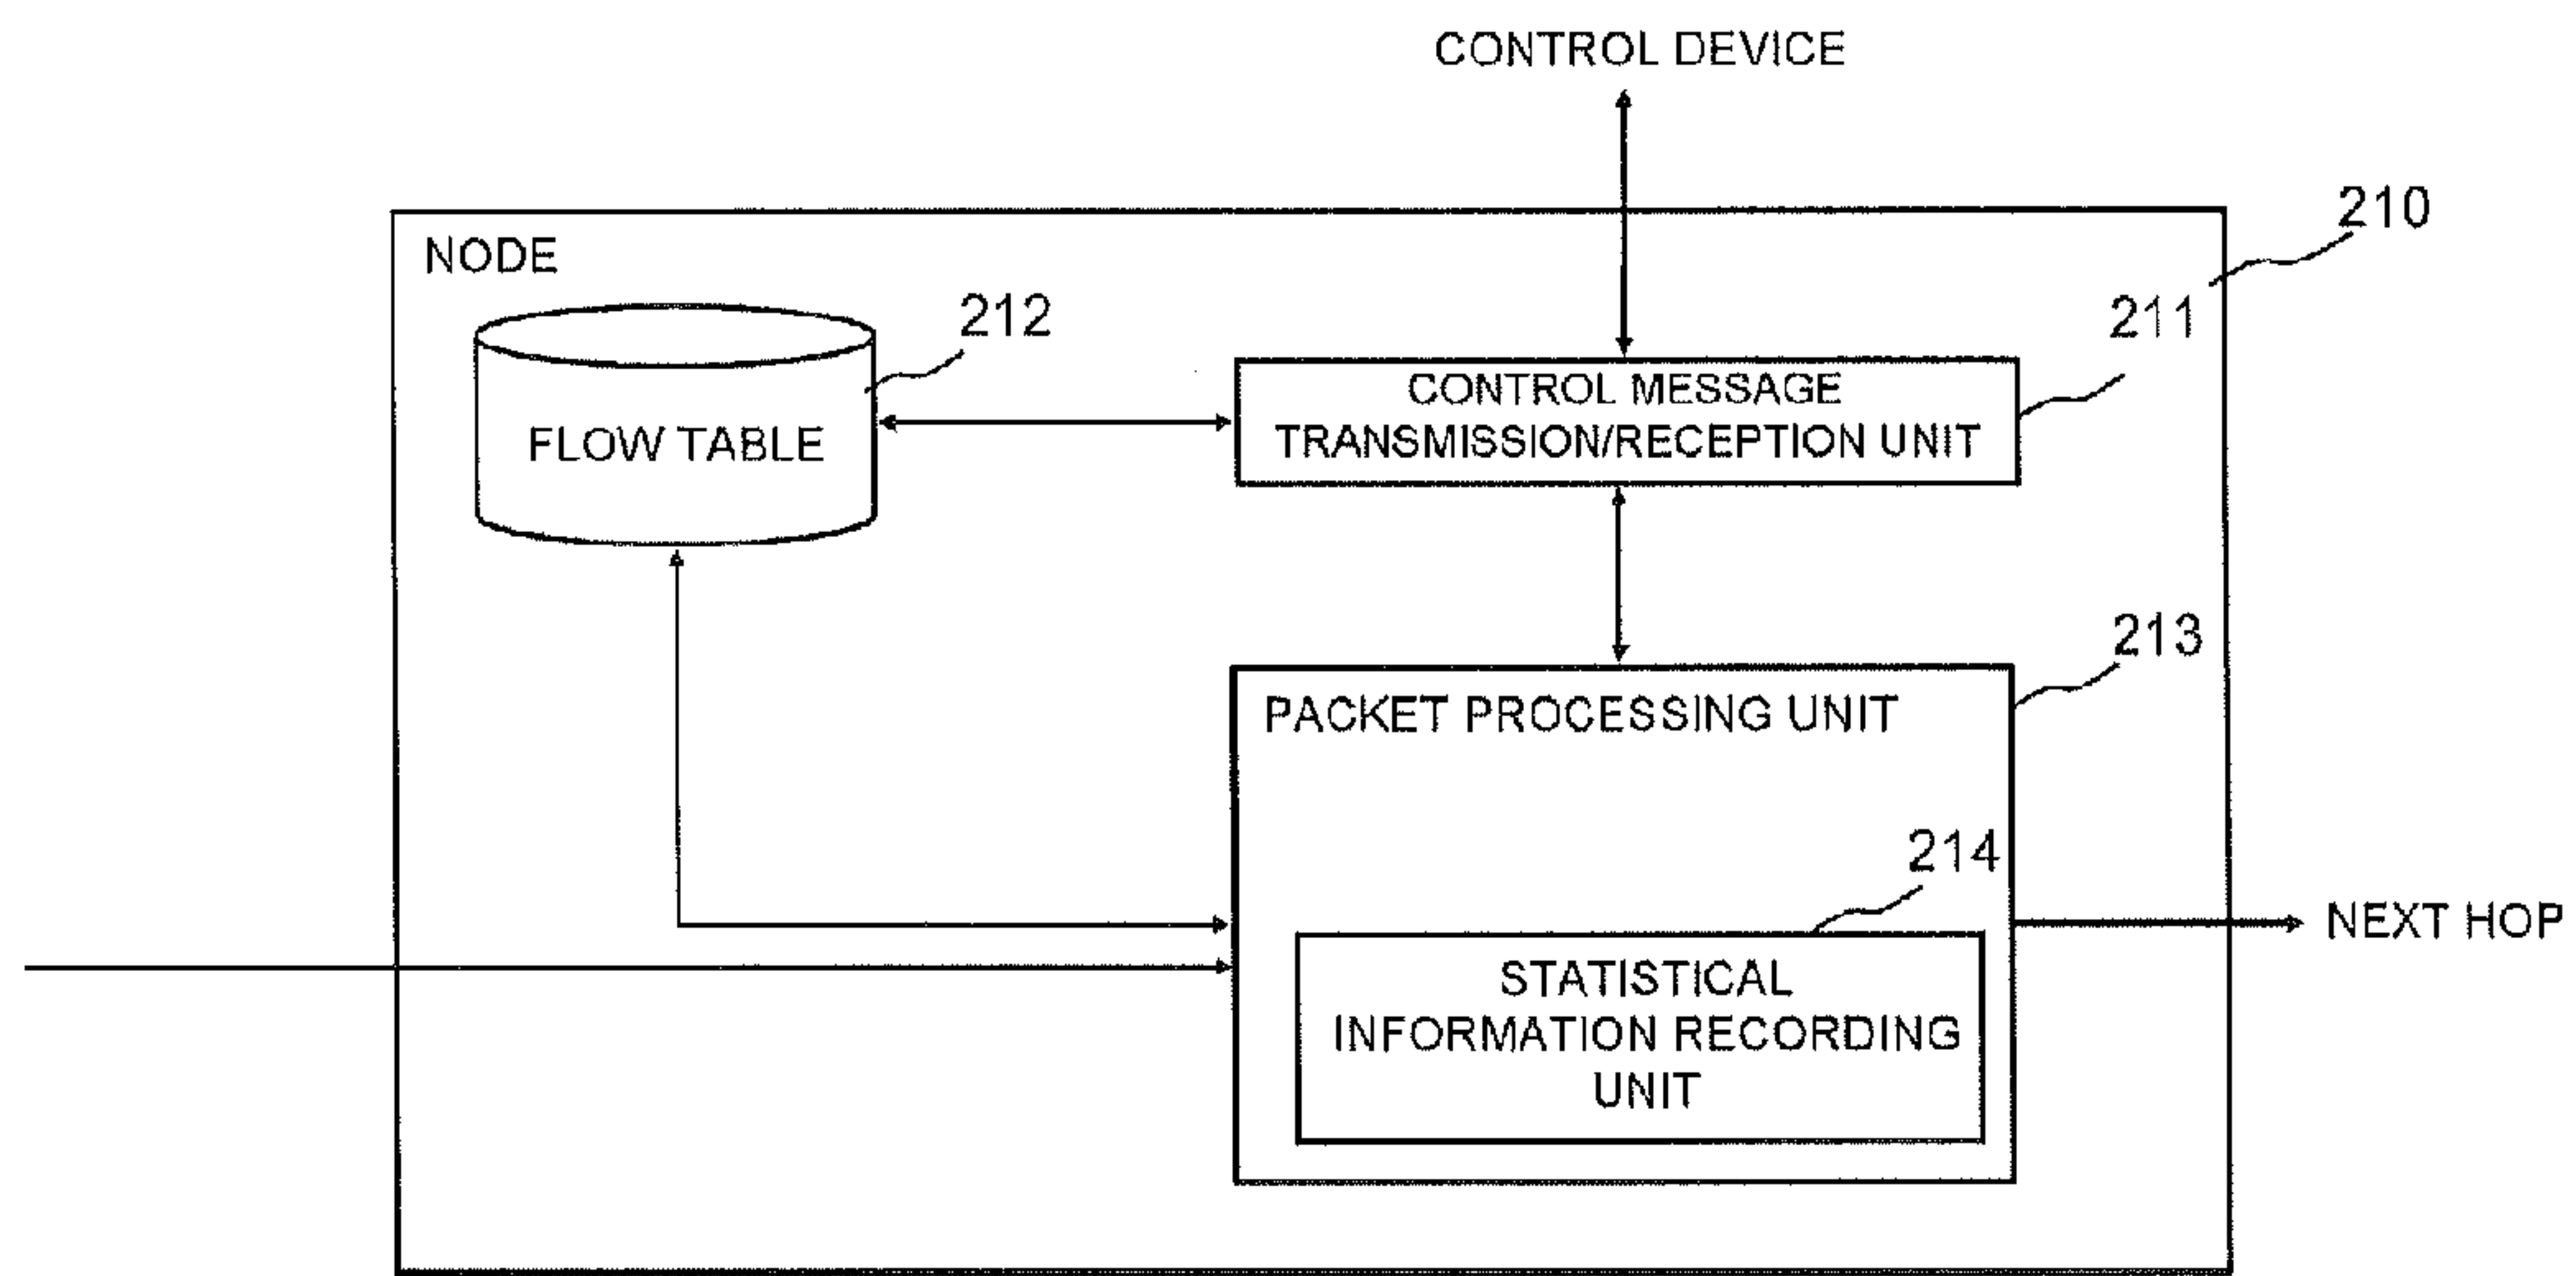 CONTROL DEVICE
210
NODE
212
211
CONTROL MESSAGE
TRANSMISSION/RECEPTION UNIT
FLOW TABLE
213
PACKET PROCESSING UNIT
214
NEXT HOP
STATISTICAL
INFORMATION RECORDING
UNIT